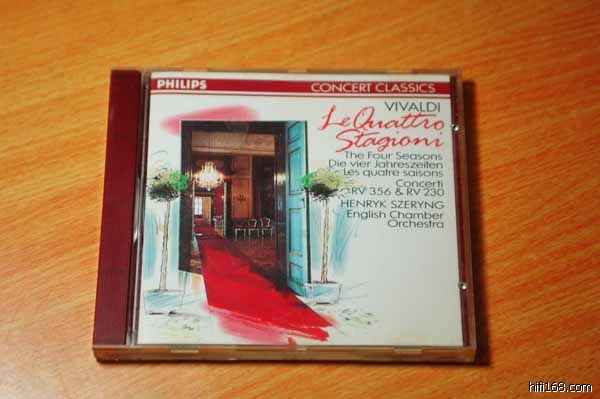 PHILIPS CONCERT CLASSICS
VIVALDI
Le Quattro
Stagioni
The Four Seasons
Die vier Jahreszeiten
Les quatre saisons
Concerti
RV 356 & RV 230
HENRYK SZERYNG
English Chamber
Orchestra
hifi168.com